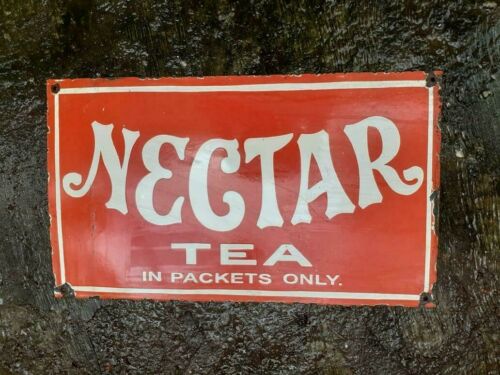 NECTAR
TEA
IN PACKETS ONLY.